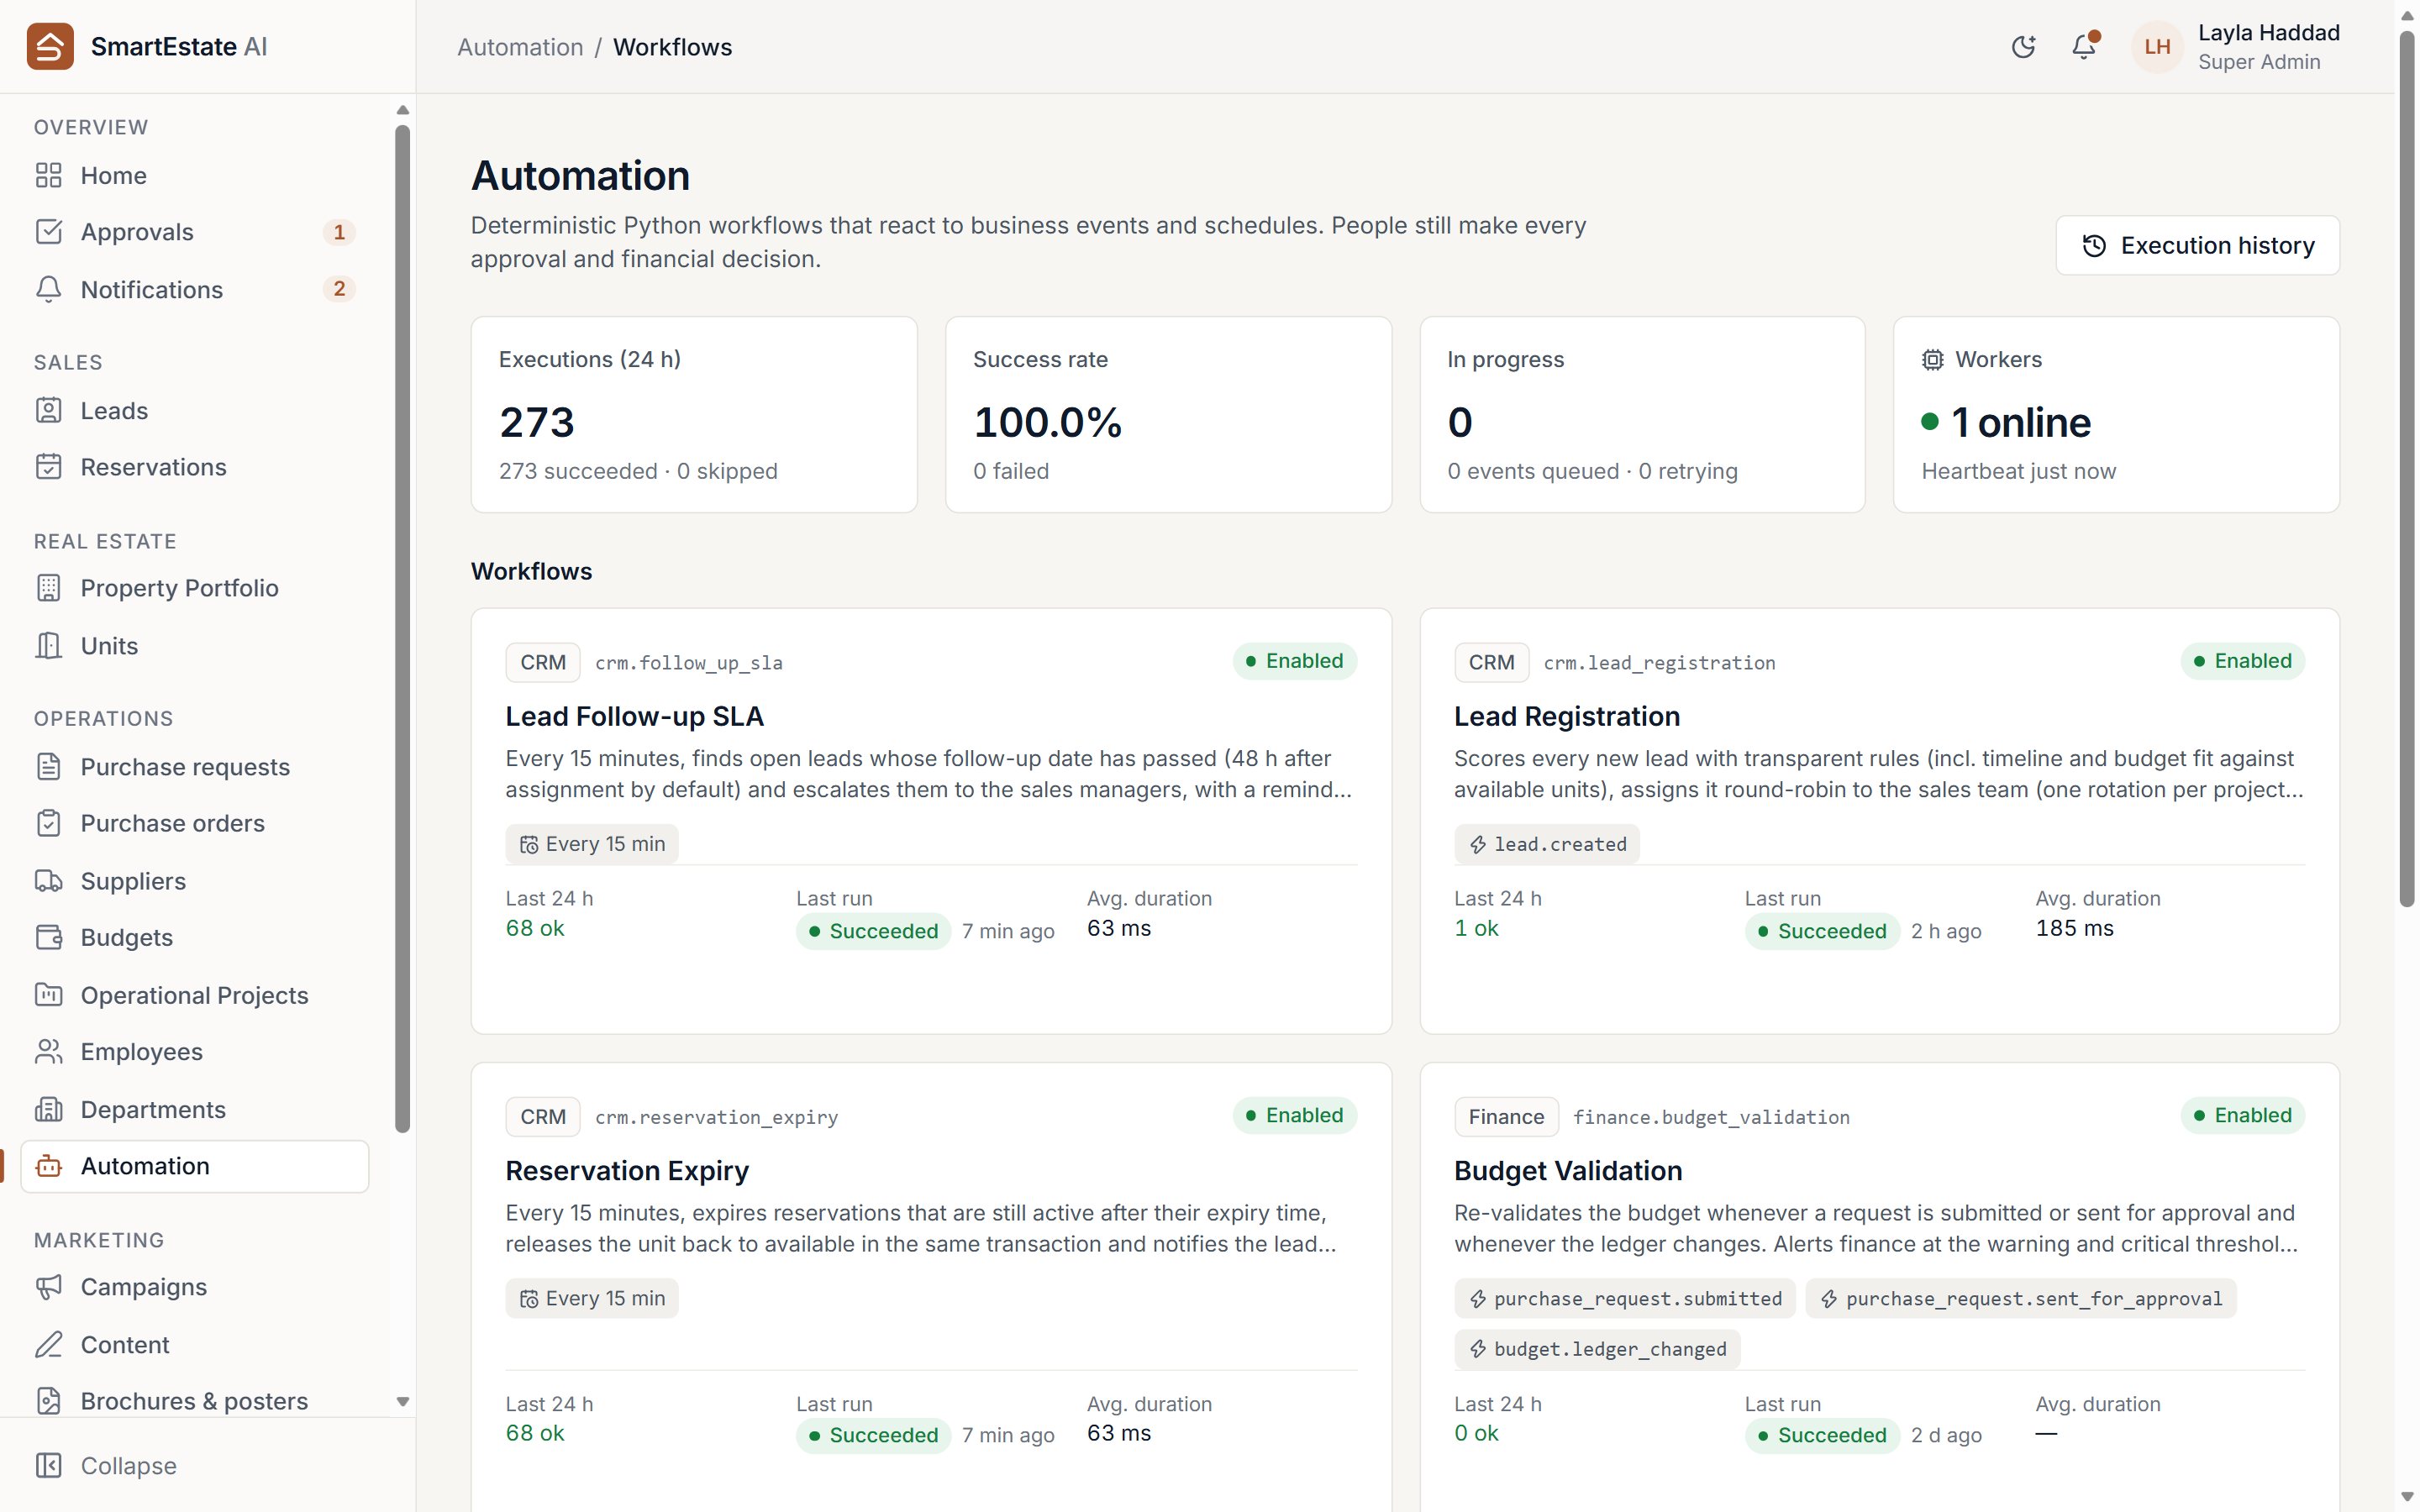 SmartEstate AI
Automation / Workflows
LH
Layla Haddad
Super Admin
OVERVIEW
Home
Approvals 1
Notifications 2
SALES
Leads
Reservations
REAL ESTATE
Property Portfolio
Units
OPERATIONS
Purchase requests
Purchase orders
Suppliers
Budgets
Operational Projects
Employees
Departments
Automation
MARKETING
Campaigns
Content
Brochures & posters
Collapse
Automation
Deterministic Python workflows that react to business events and schedules. People still make every
approval and financial decision.
Execution history
Executions (24 h)
273
273 succeeded · 0 skipped
Success rate
100.0%
0 failed
In progress
0
0 events queued · 0 retrying
Workers
1 online
Heartbeat just now
Workflows
CRM crm.follow_up_sla Enabled
Lead Follow-up SLA
Every 15 minutes, finds open leads whose follow-up date has passed (48 h after
assignment by default) and escalates them to the sales managers, with a remind...
Every 15 min
Last 24 h Last run Avg. duration
68 ok Succeeded 7 min ago 63 ms
CRM crm.lead_registration Enabled
Lead Registration
Scores every new lead with transparent rules (incl. timeline and budget fit against
available units), assigns it round-robin to the sales team (one rotation per project...
lead.created
Last 24 h Last run Avg. duration
1 ok Succeeded 2 h ago 185 ms
CRM crm.reservation_expiry Enabled
Reservation Expiry
Every 15 minutes, expires reservations that are still active after their expiry time,
releases the unit back to available in the same transaction and notifies the lead...
Every 15 min
Last 24 h Last run Avg. duration
68 ok Succeeded 7 min ago 63 ms
Finance finance.budget_validation Enabled
Budget Validation
Re-validates the budget whenever a request is submitted or sent for approval and
whenever the ledger changes. Alerts finance at the warning and critical threshol...
purchase_request.submitted purchase_request.sent_for_approval
budget.ledger_changed
Last 24 h Last run Avg. duration
0 ok Succeeded 2 d ago —